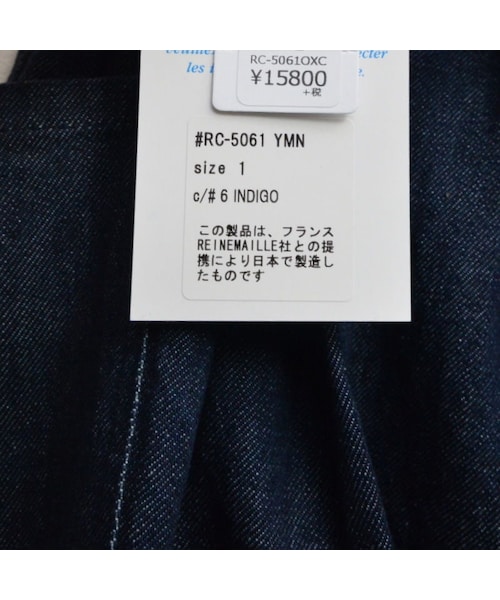 les
RC-5061OXC
¥15800
+税
#RC-5061 YMN
size 1
c/# 6 INDIGO
この製品は、フランス
REINEMAILLE社との提
携により日本で製造し
たものです